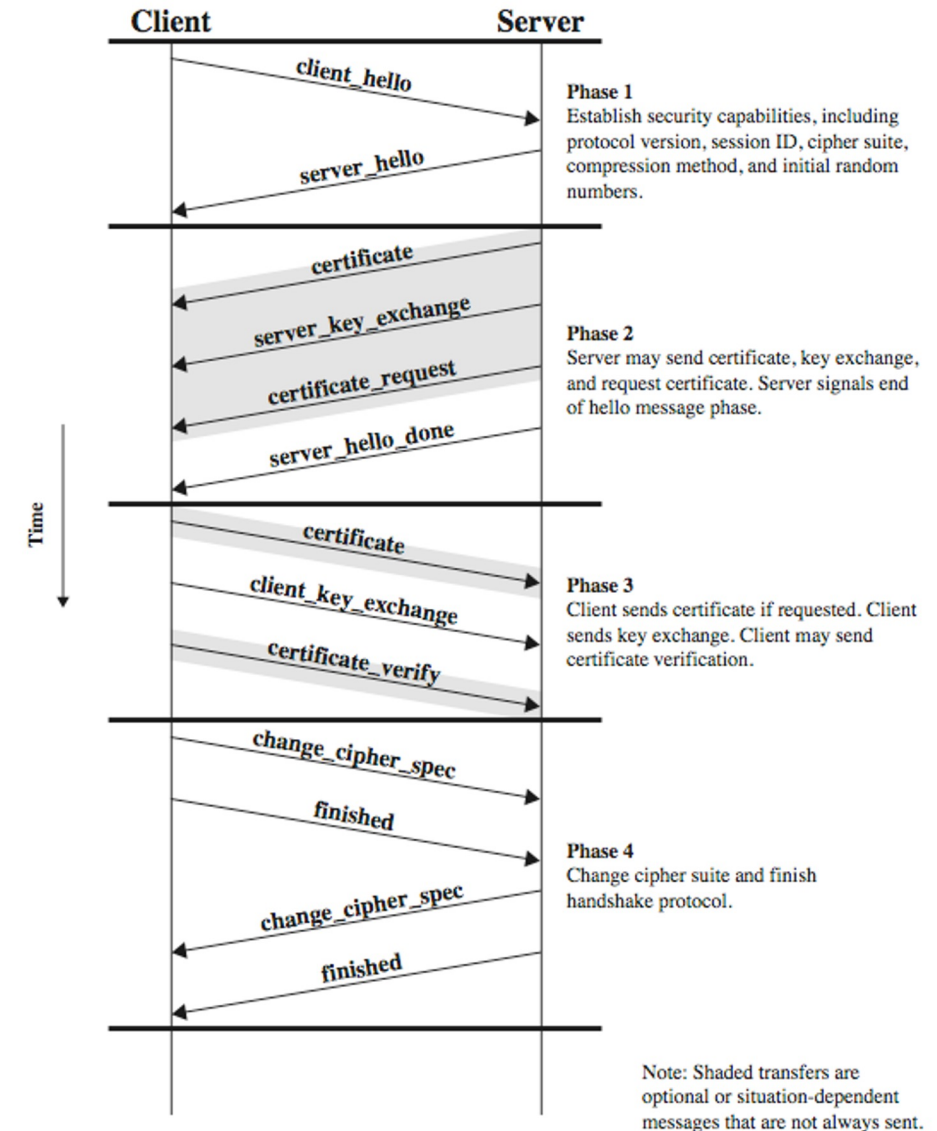 Client
Server
client_hello
server_hello
Phase 1
Establish security capabilities, including
protocol version, session ID, cipher suite,
compression method, and initial random
numbers.
certificate
server_key_exchange
certificate_request
server_hello_done
Phase 2
Server may send certificate, key exchange,
and request certificate. Server signals end
of hello message phase.
Time
certificate
client_key_exchange
certificate_verify
Phase 3
Client sends certificate if requested. Client
sends key exchange. Client may send
certificate verification.
change_cipher_spec
finished
change_cipher_spec
finished
Phase 4
Change cipher suite and finish
handshake protocol.
Note: Shaded transfers are
optional or situation-dependent
messages that are not always sent.